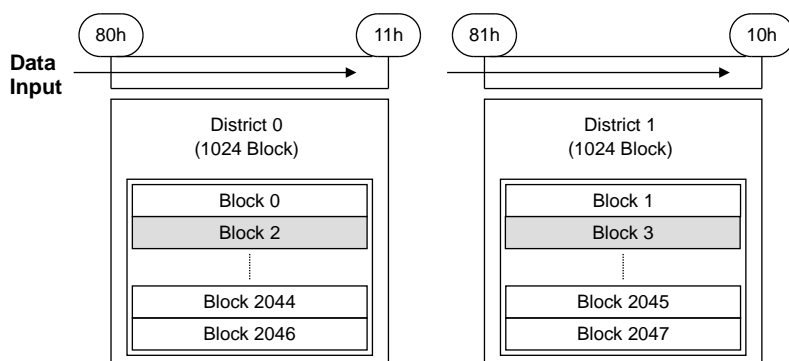 80h 11h 81h 10h
Data
Input
District 0 District 1
(1024 Block) (1024 Block)
Block 0 Block 1
Block 2 Block 3
Block 2044 Block 2045
Block 2046 Block 2047